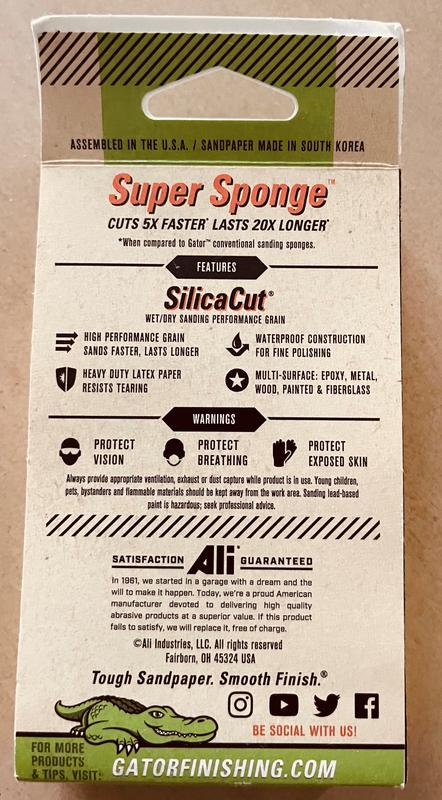 ASSEMBLED IN THE U.S.A. / SANDPAPER MADE IN SOUTH KOREA
Super Sponge™
CUTS 5X FASTER* LASTS 20X LONGER*
*When compared to Gator™ conventional sanding sponges.
FEATURES
SilicaCut®
WET/DRY SANDING PERFORMANCE GRAIN
HIGH PERFORMANCE GRAIN
SANDS FASTER, LASTS LONGER
WATERPROOF CONSTRUCTION
FOR FINE POLISHING
HEAVY DUTY LATEX PAPER
RESISTS TEARING
MULTI-SURFACE: EPOXY, METAL,
WOOD, PAINTED & FIBERGLASS
WARNINGS
PROTECT
VISION
PROTECT
BREATHING
PROTECT
EXPOSED SKIN
Always provide appropriate ventilation, exhaust or dust capture while product is in use. Young children,
pets, bystanders and flammable materials should be kept away from the work area. Sanding lead-based
paint is hazardous; seek professional advice.
SATISFACTION Ali® GUARANTEED
In 1961, we started in a garage with a dream and the
will to make it happen. Today, we're a proud American
manufacturer devoted to delivering high quality
abrasive products at a superior value. If this product
fails to satisfy, we will replace it, free of charge.
©Ali Industries, LLC. All rights reserved
Fairborn, OH 45324 USA
Tough Sandpaper. Smooth Finish.®
BE SOCIAL WITH US!
FOR MORE
PRODUCTS
& TIPS, VISIT:
GATORFINISHING.COM